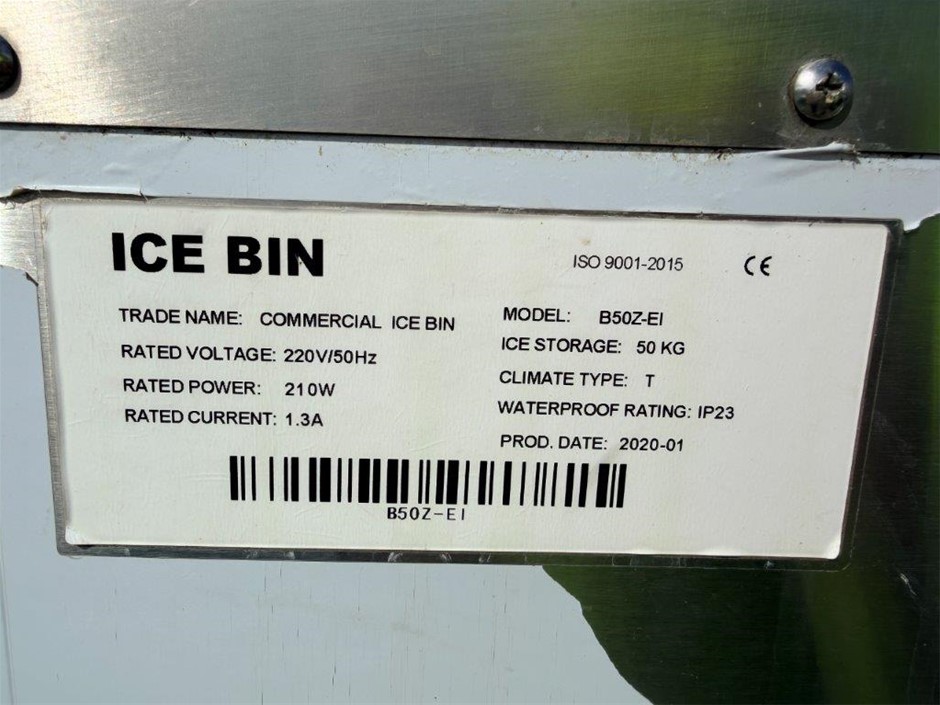 ICE BIN
ISO 9001-2015 CE
TRADE NAME: COMMERCIAL ICE BIN
RATED VOLTAGE: 220V/50Hz
RATED POWER: 210W
RATED CURRENT: 1.3A
MODEL: B50Z-EI
ICE STORAGE: 50 KG
CLIMATE TYPE: T
WATERPROOF RATING: IP23
PROD. DATE: 2020-01
B50Z-EI